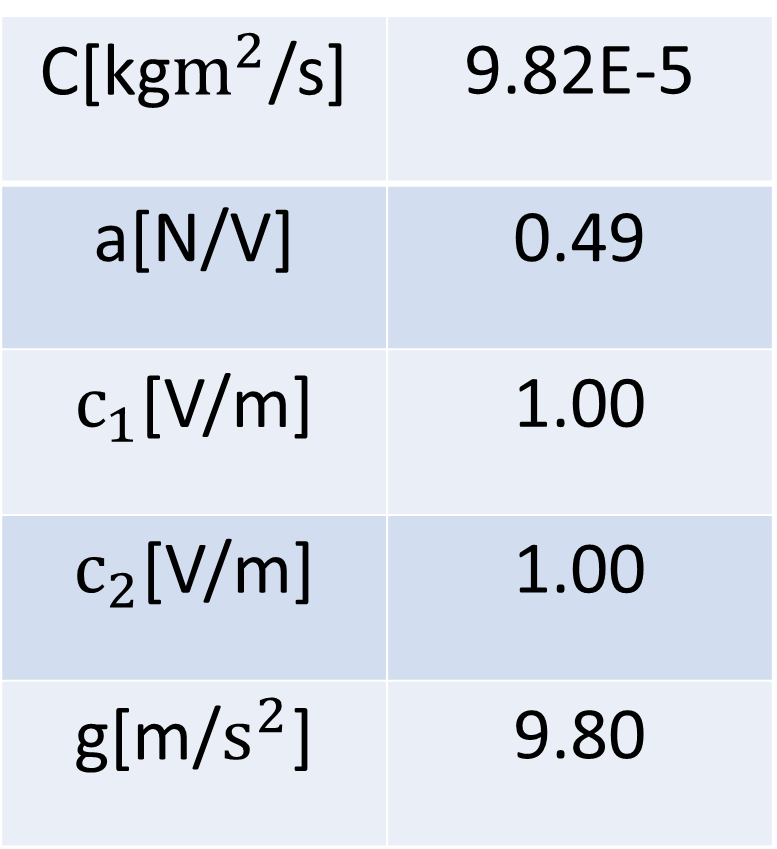 C[kgm²/s] 9.82E-5
a[N/V] 0.49
c₁[V/m] 1.00
c₂[V/m] 1.00
g[m/s²] 9.80